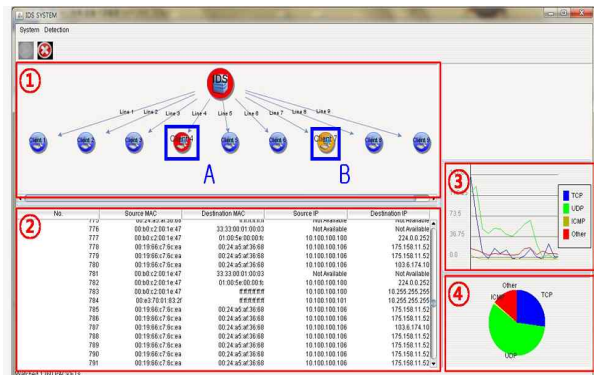 IDS SYSTEM
System Detection
①
IDS
Line 1 Line 2 Line 3 Line 4 Line 5 Line 6 Line 7 Line 8 Line 9
Client 1 Client 2 Client 3 Client 4 Client 5 Client 6 Client 7 Client 8 Client 9
A B
②
No. Source MAC Destination MAC Source IP Destination IP
776 00:b0:c2:00:1e:47 33:33:00:01:00:03 Not Available Not Available
777 00:b0:c2:00:1e:47 01:00:5e:00:00:fc 10.100.100.100 224.0.0.252
778 00:19:66:c7:6c:ea 00:24:a5:af:36:68 10.100.100.106 175.158.11.52
779 00:19:66:c7:6c:ea 00:24:a5:af:36:68 10.100.100.106 175.158.11.52
780 00:19:66:c7:6c:ea 00:24:a5:af:36:68 10.100.100.106 103.6.174.10
781 00:b0:c2:00:1e:47 33:33:00:01:00:03 Not Available Not Available
782 00:b0:c2:00:1e:47 01:00:5e:00:00:fc 10.100.100.100 224.0.0.252
783 00:b0:c2:00:1e:47 ff:ff:ff:ff:ff:ff 10.100.100.100 10.255.255.255
784 00:e3:70:01:83:2f ff:ff:ff:ff:ff:ff 10.100.100.101 10.255.255.255
785 00:19:66:c7:6c:ea 00:24:a5:af:36:68 10.100.100.106 175.158.11.52
786 00:19:66:c7:6c:ea 00:24:a5:af:36:68 10.100.100.106 175.158.11.52
787 00:19:66:c7:6c:ea 00:24:a5:af:36:68 10.100.100.106 103.6.174.10
788 00:19:66:c7:6c:ea 00:24:a5:af:36:68 10.100.100.106 175.158.11.52
789 00:19:66:c7:6c:ea 00:24:a5:af:36:68 10.100.100.106 175.158.11.52
790 00:19:66:c7:6c:ea 00:24:a5:af:36:68 10.100.100.106 175.158.11.52
791 00:19:66:c7:6c:ea 00:24:a5:af:36:68 10.100.100.106 175.158.11.52
③
73.5
36.75
0.0
TCP
UDP
ICMP
Other
④
Other
ICMP
TCP
UDP